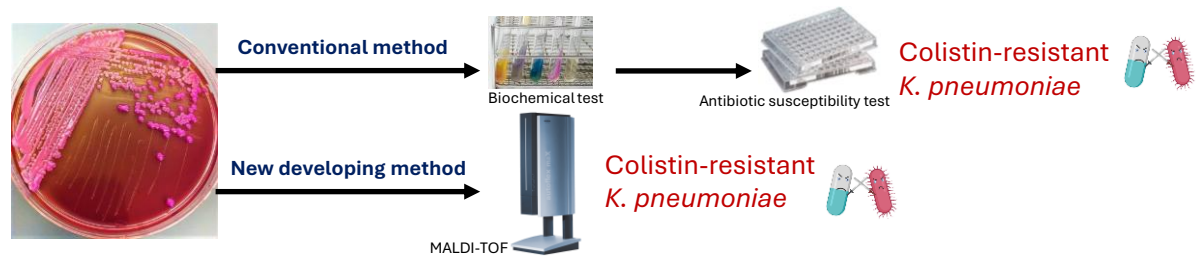 Conventional method
Biochemical test
Antibiotic susceptibility test
Colistin-resistant
K. pneumoniae
New developing method
MALDI-TOF
Colistin-resistant
K. pneumoniae